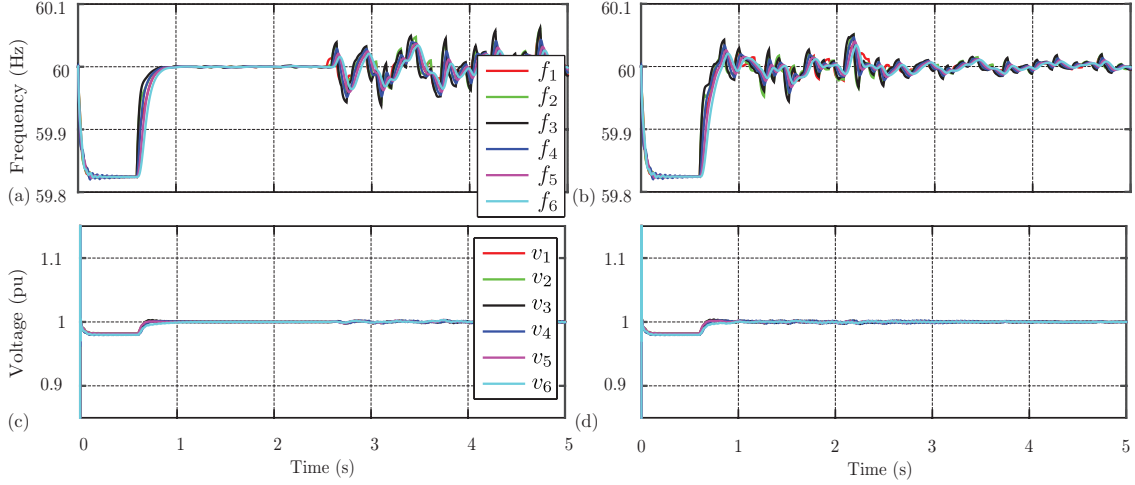 60.1
60
59.9
59.8
Frequency (Hz)
(a)
f1
f2
f3
f4
f5
f6
60.1
60
59.9
59.8
(b)
1.1
1
0.9
Voltage (pu)
(c)
v1
v2
v3
v4
v5
v6
0 1 2 3 4 5
Time (s)
1.1
1
0.9
(d)
0 1 2 3 4 5
Time (s)